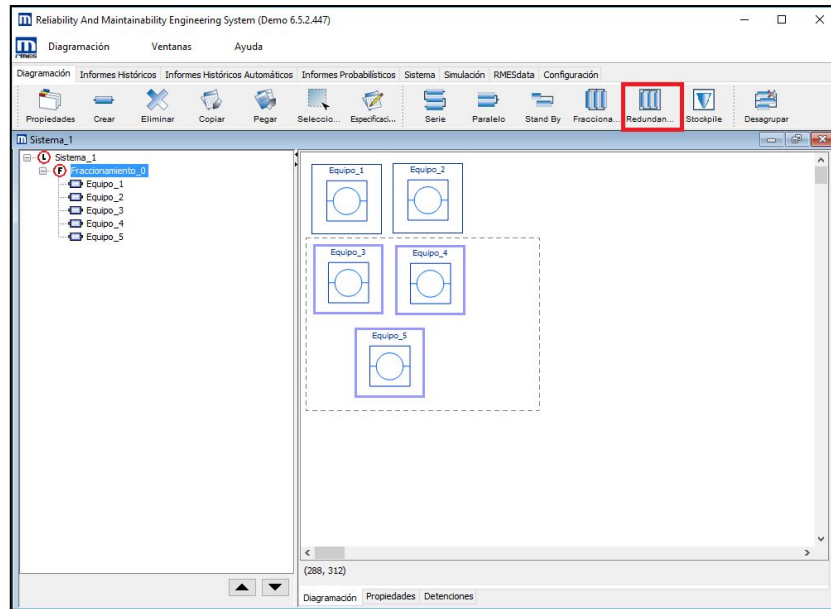 Reliability And Maintainability Engineering System (Demo 6.5.2.447)
RMES Diagramación Ventanas Ayuda
Diagramación Informes Históricos Informes Históricos Automáticos Informes Probabilísticos Sistema Simulación RMESdata Configuración
Propiedades Crear Eliminar Copiar Pegar Seleccio... Especificaci... Serie Paralelo Stand By Fracciona... Redundan... Stockpile Desagrupar
Sistema_1
L Sistema_1
F Fraccionamiento_0
Equipo_1
Equipo_2
Equipo_3
Equipo_4
Equipo_5
Equipo_1 Equipo_2
Equipo_3 Equipo_4
Equipo_5
(288, 312)
Diagramación Propiedades Detenciones